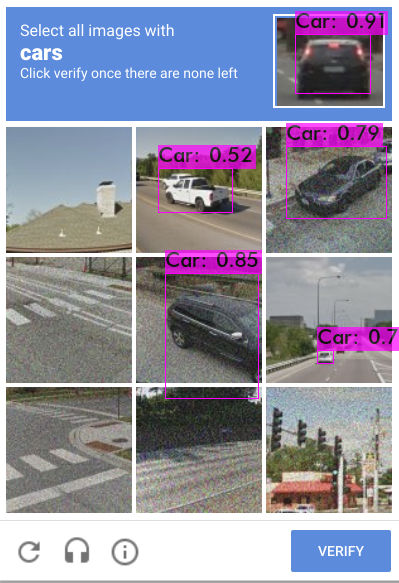 Select all images with
cars
Click verify once there are none left
Car: 0.91
Car: 0.52
Car: 0.79
Car: 0.85
Car: 0.7
VERIFY